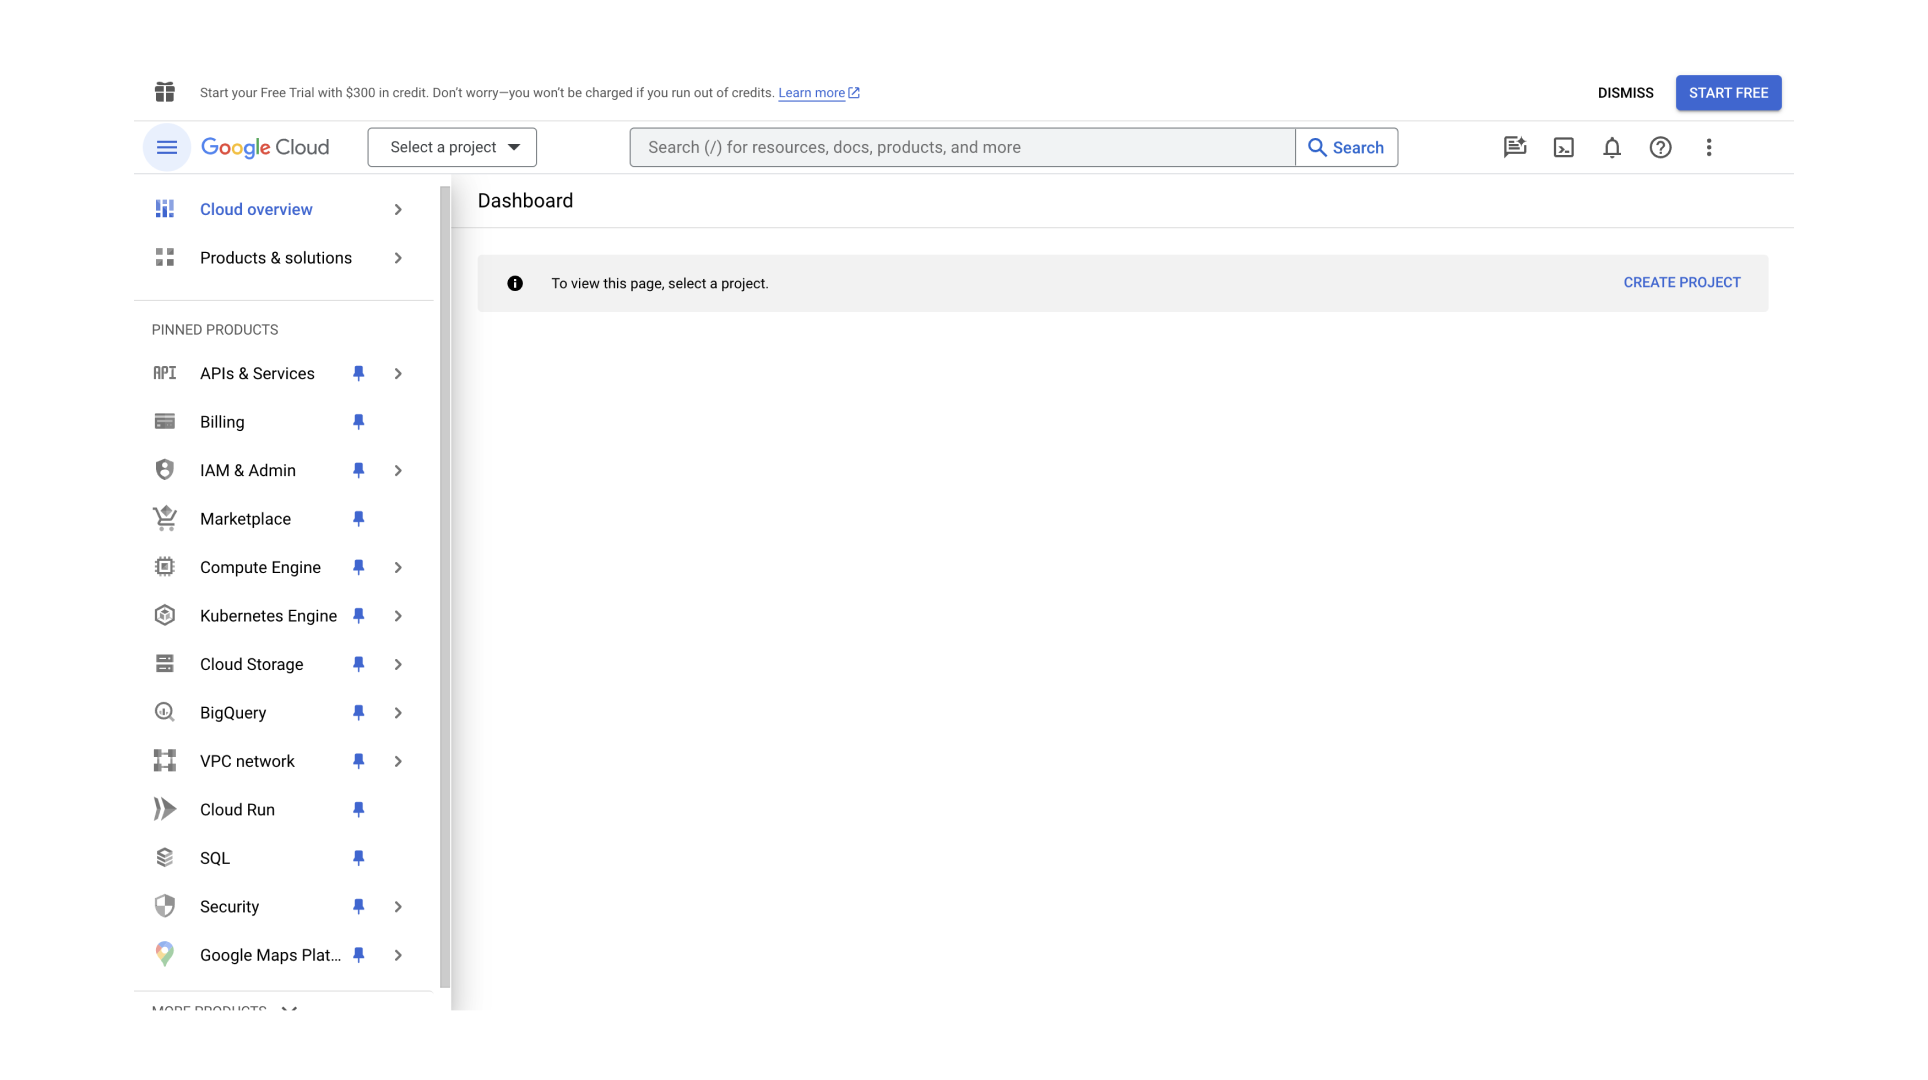 Start your Free Trial with $300 in credit. Don't worry—you won't be charged if you run out of credits. Learn more
DISMISS
START FREE
Google Cloud
Select a project
Search (/) for resources, docs, products, and more
Search
Cloud overview
Products & solutions
PINNED PRODUCTS
API APIs & Services
Billing
IAM & Admin
Marketplace
Compute Engine
Kubernetes Engine
Cloud Storage
BigQuery
VPC network
Cloud Run
SQL
Security
Google Maps Plat...
MORE PRODUCTS
Dashboard
To view this page, select a project.
CREATE PROJECT